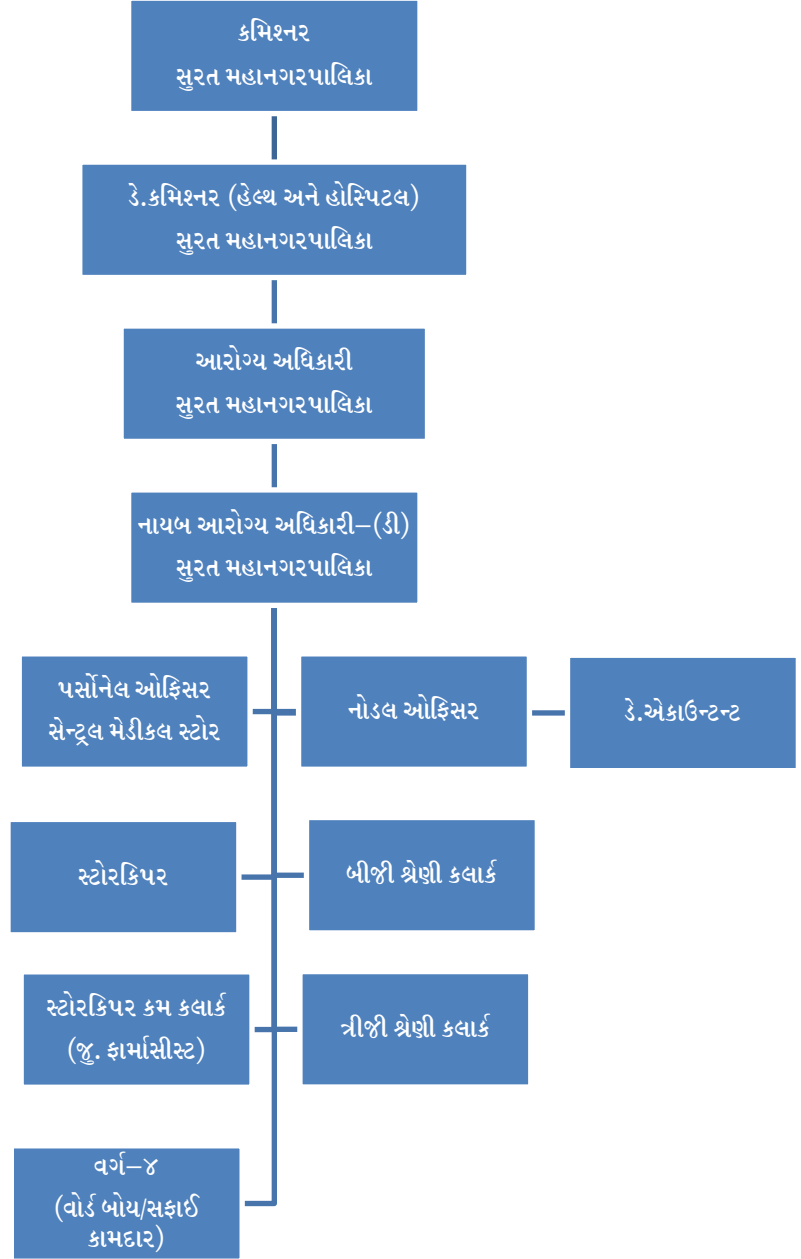 કમિશ્નર
સુરત મહાનગરપાલિકા
ડે.કમિશ્નર (હેલ્થ અને હોસ્પિટલ)
સુરત મહાનગરપાલિકા
આરોગ્ય અધિકારી
સુરત મહાનગરપાલિકા
નાયબ આરોગ્ય અધિકારી–(ડી)
સુરત મહાનગરપાલિકા
પર્સોનેલ ઓફિસર
સેન્ટ્રલ મેડીકલ સ્ટોર
નોડલ ઓફિસર
ડે.એકાઉન્ટન્ટ
સ્ટોરકિપર
બીજી શ્રેણી કલાર્ક
સ્ટોરકિપર કમ કલાર્ક
(જુ. ફાર્માસીસ્ટ)
ત્રીજી શ્રેણી કલાર્ક
વર્ગ–૪
(વોર્ડ બોય/સફાઈ
કામદાર)